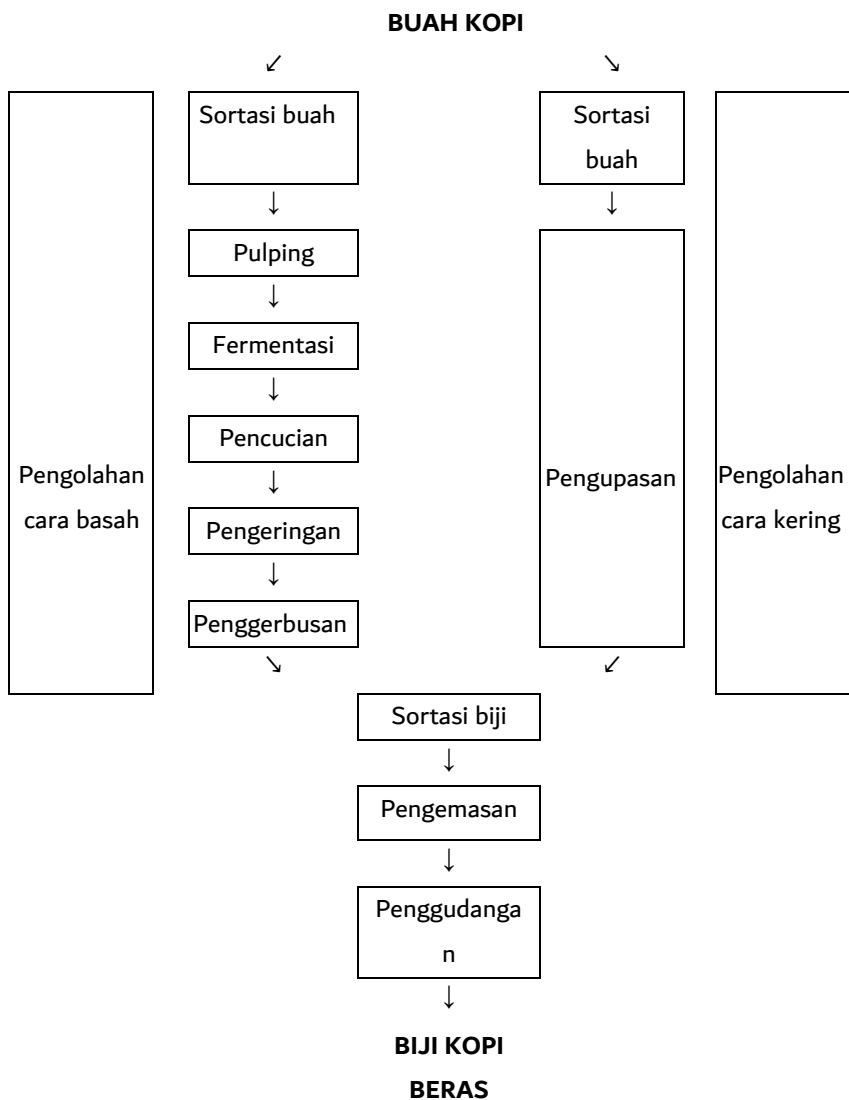 BUAH KOPI
↙ ↘
Sortasi buah
Sortasi
buah
↓
↓
Pulping
↓
Fermentasi
↓
Pencucian
Pengolahan
cara basah
Pengupasan
Pengolahan
cara kering
↓
Pengeringan
↓
Penggerbusan
↘ ↙
Sortasi biji
↓
Pengemasan
↓
Penggudanga
n
↓
BIJI KOPI
BERAS